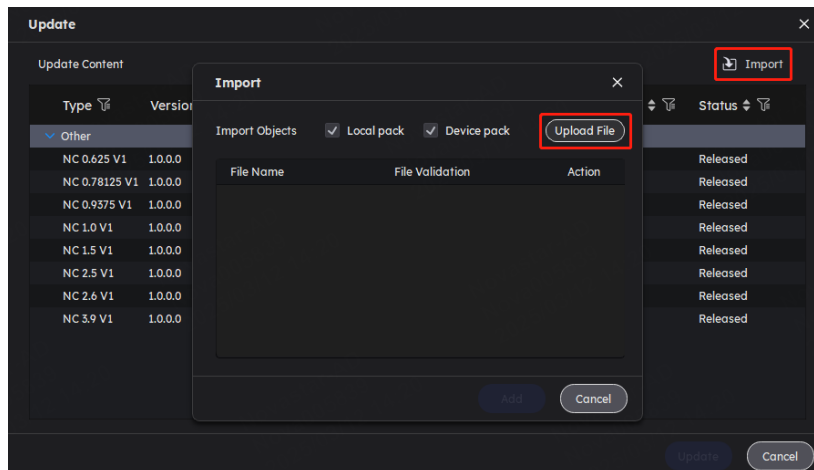 Update
Update Content
Import
Type Version Status
Other
NC 0.625 V1 1.0.0.0 Released
NC 0.78125 V1 1.0.0.0 Released
NC 0.9375 V1 1.0.0.0 Released
NC 1.0 V1 1.0.0.0 Released
NC 1.5 V1 1.0.0.0 Released
NC 2.5 V1 1.0.0.0 Released
NC 2.6 V1 1.0.0.0 Released
NC 3.9 V1 1.0.0.0 Released
Import
Import Objects Local pack Device pack Upload File
File Name File Validation Action
Add Cancel
Update Cancel